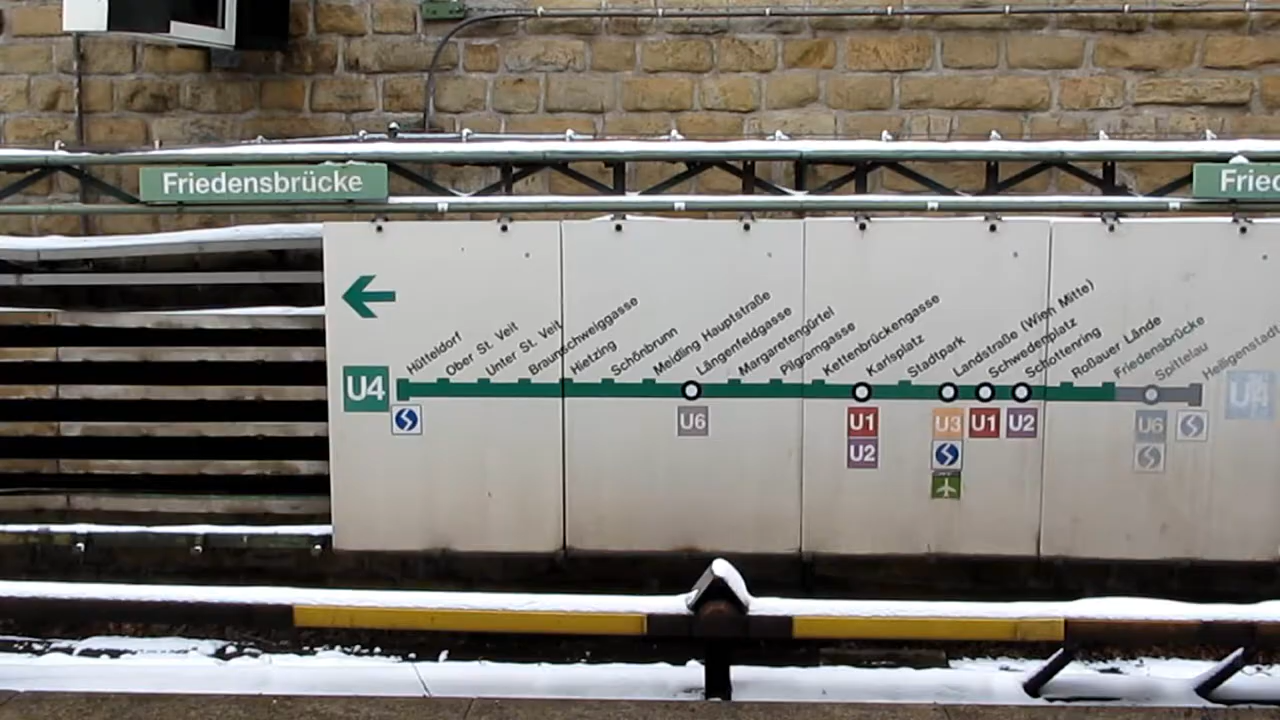 Friedensbrücke
Fried
Hütteldorf
Ober St. Veit
Unter St. Veit
Braunschweiggasse
Hietzing
Schönbrunn
Meidling Hauptstraße
Längenfeldgasse
Margaretengürtel
Pilgramgasse
Kettenbrückengasse
Karlsplatz
Stadtpark
Landstraße (Wien Mitte)
Schwedenplatz
Schottenring
Roßauer Lände
Friedensbrücke
Spittelau
Heiligenstadt
U4
U4
U6
U1
U3
U1
U2
U6
U2